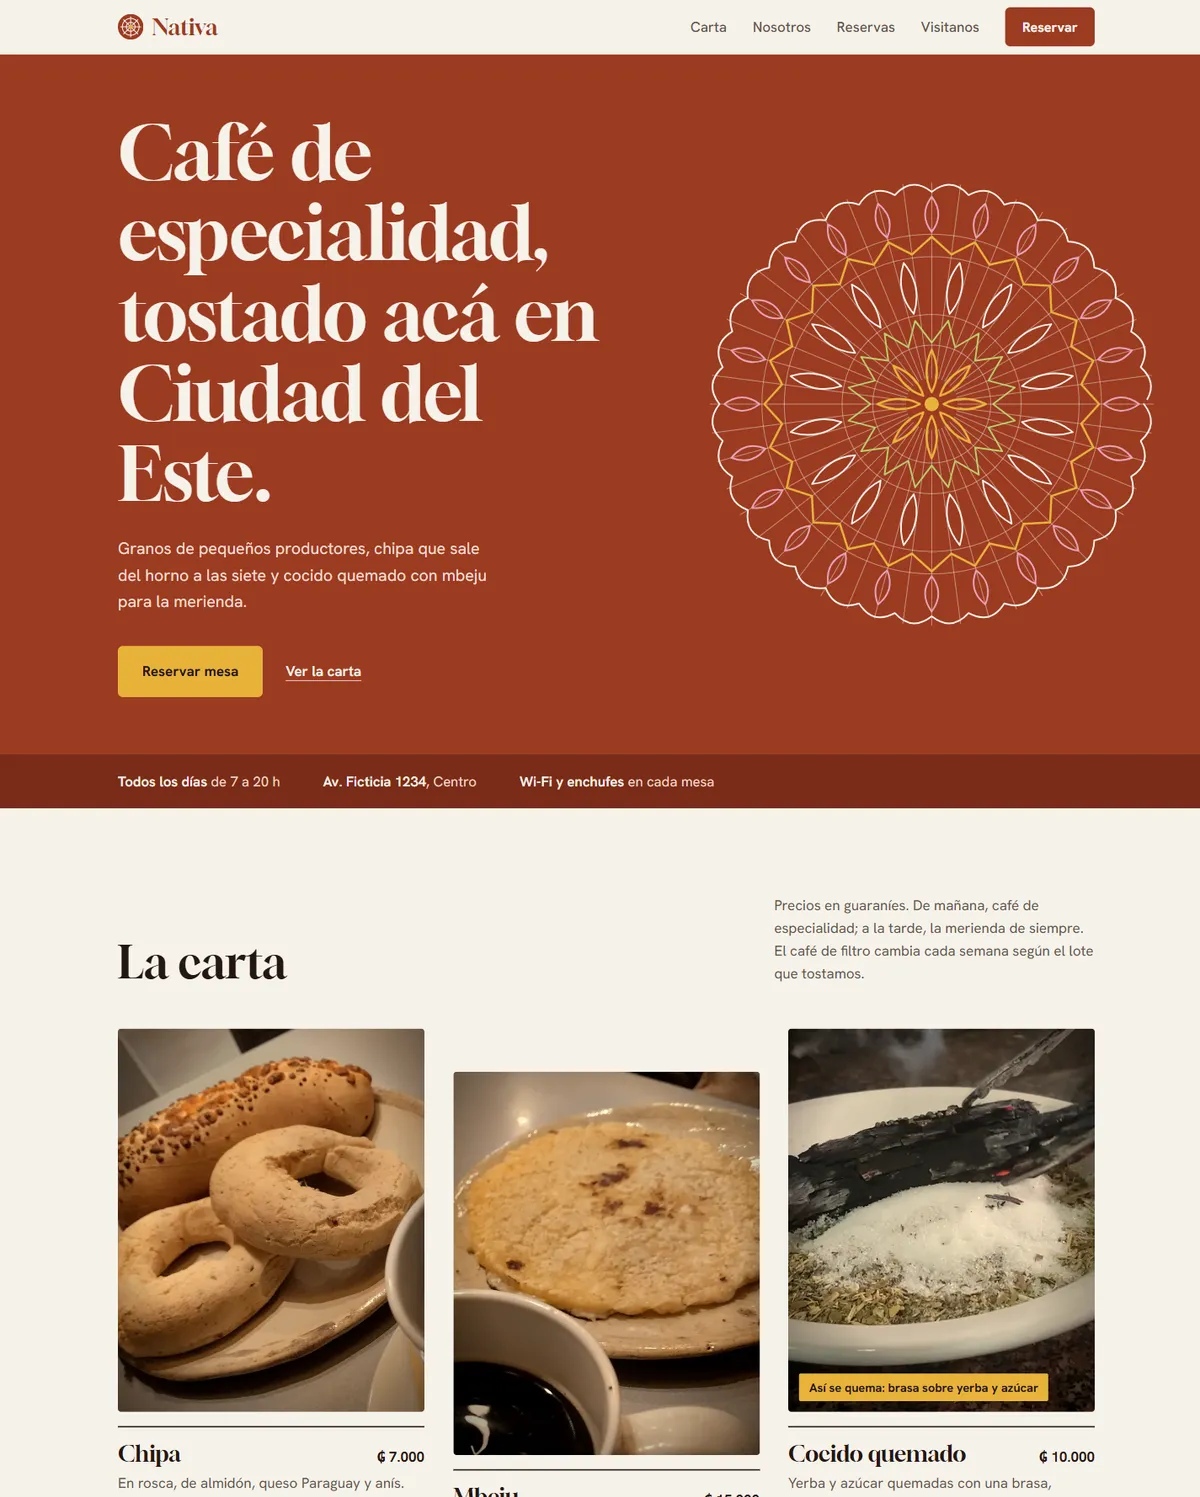 Nativa
Carta
Nosotros
Reservas
Visitanos
Reservar
Café de
especialidad,
tostado acá en
Ciudad del
Este.
Granos de pequeños productores, chipa que sale
del horno a las siete y cocido quemado con mbeju
para la merienda.
Reservar mesa
Ver la carta
Todos los días de 7 a 20 h
Av. Ficticia 1234, Centro
Wi-Fi y enchufes en cada mesa
La carta
Precios en guaraníes. De mañana, café de
especialidad; a la tarde, la merienda de siempre.
El café de filtro cambia cada semana según el lote
que tostamos.
Así se quema: brasa sobre yerba y azúcar
Chipa
₲ 7.000
En rosca, de almidón, queso Paraguay y anís.
Mbeju
Cocido quemado
₲ 10.000
Yerba y azúcar quemadas con una brasa,